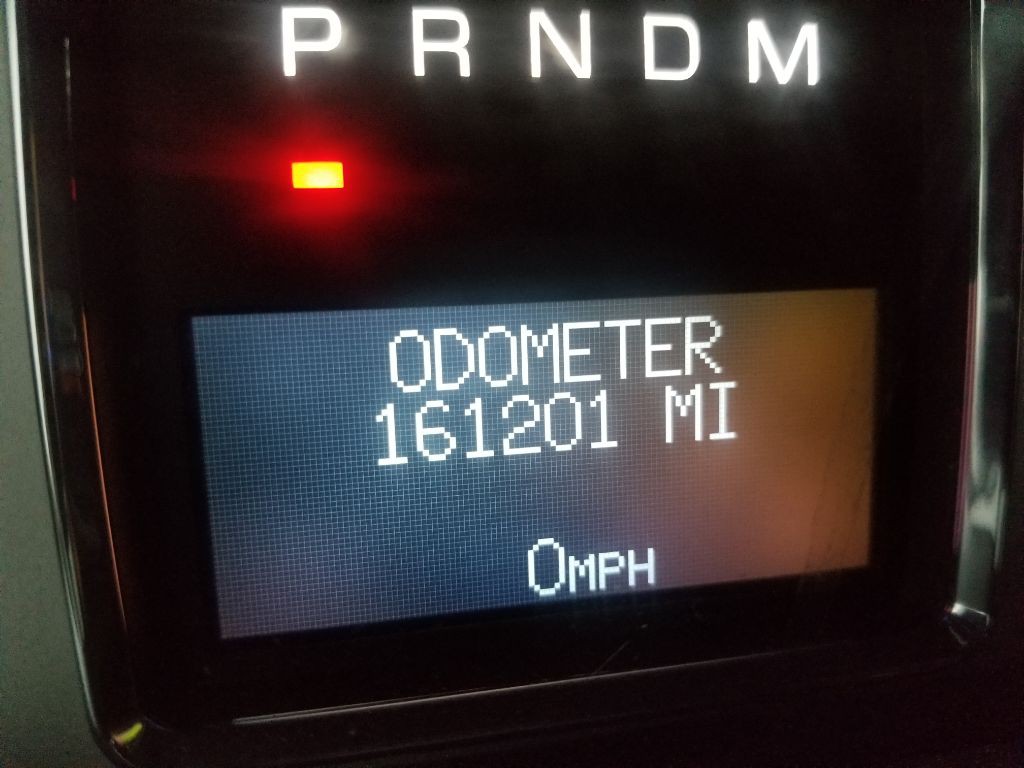 P R N D M
ODOMETER
161201 MI
0MPH